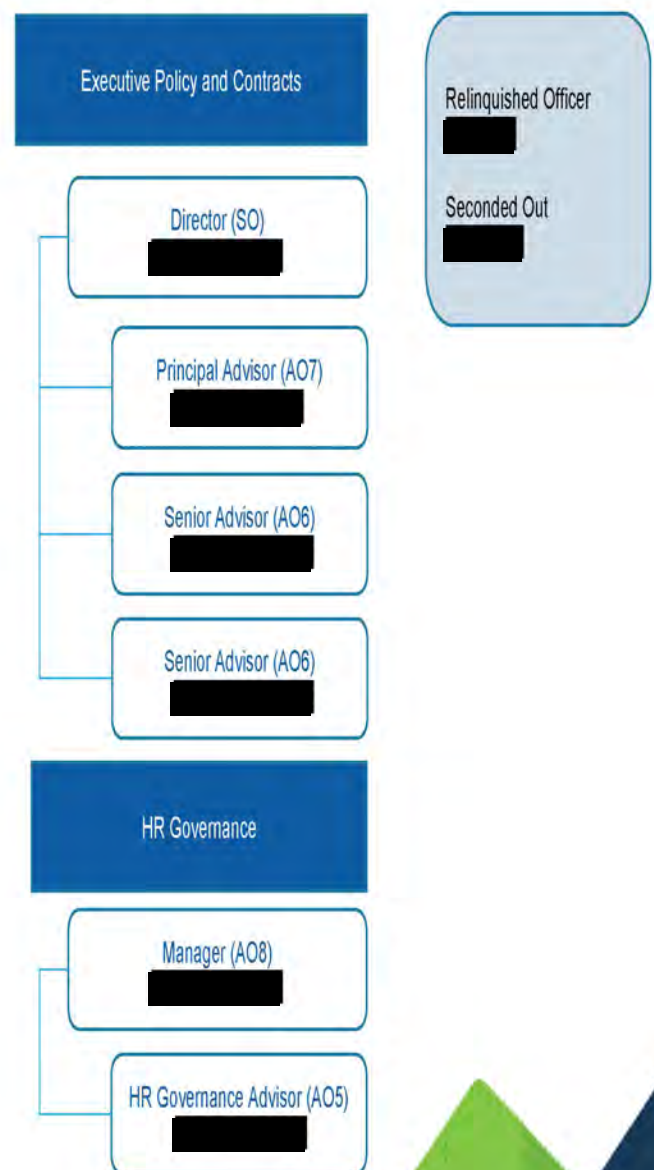 Executive Policy and Contracts
Director (SO)
Principal Advisor (AO7)
Senior Advisor (AO6)
Senior Advisor (AO6)
HR Governance
Manager (AO8)
HR Governance Advisor (AO5)
Relinquished Officer
Seconded Out